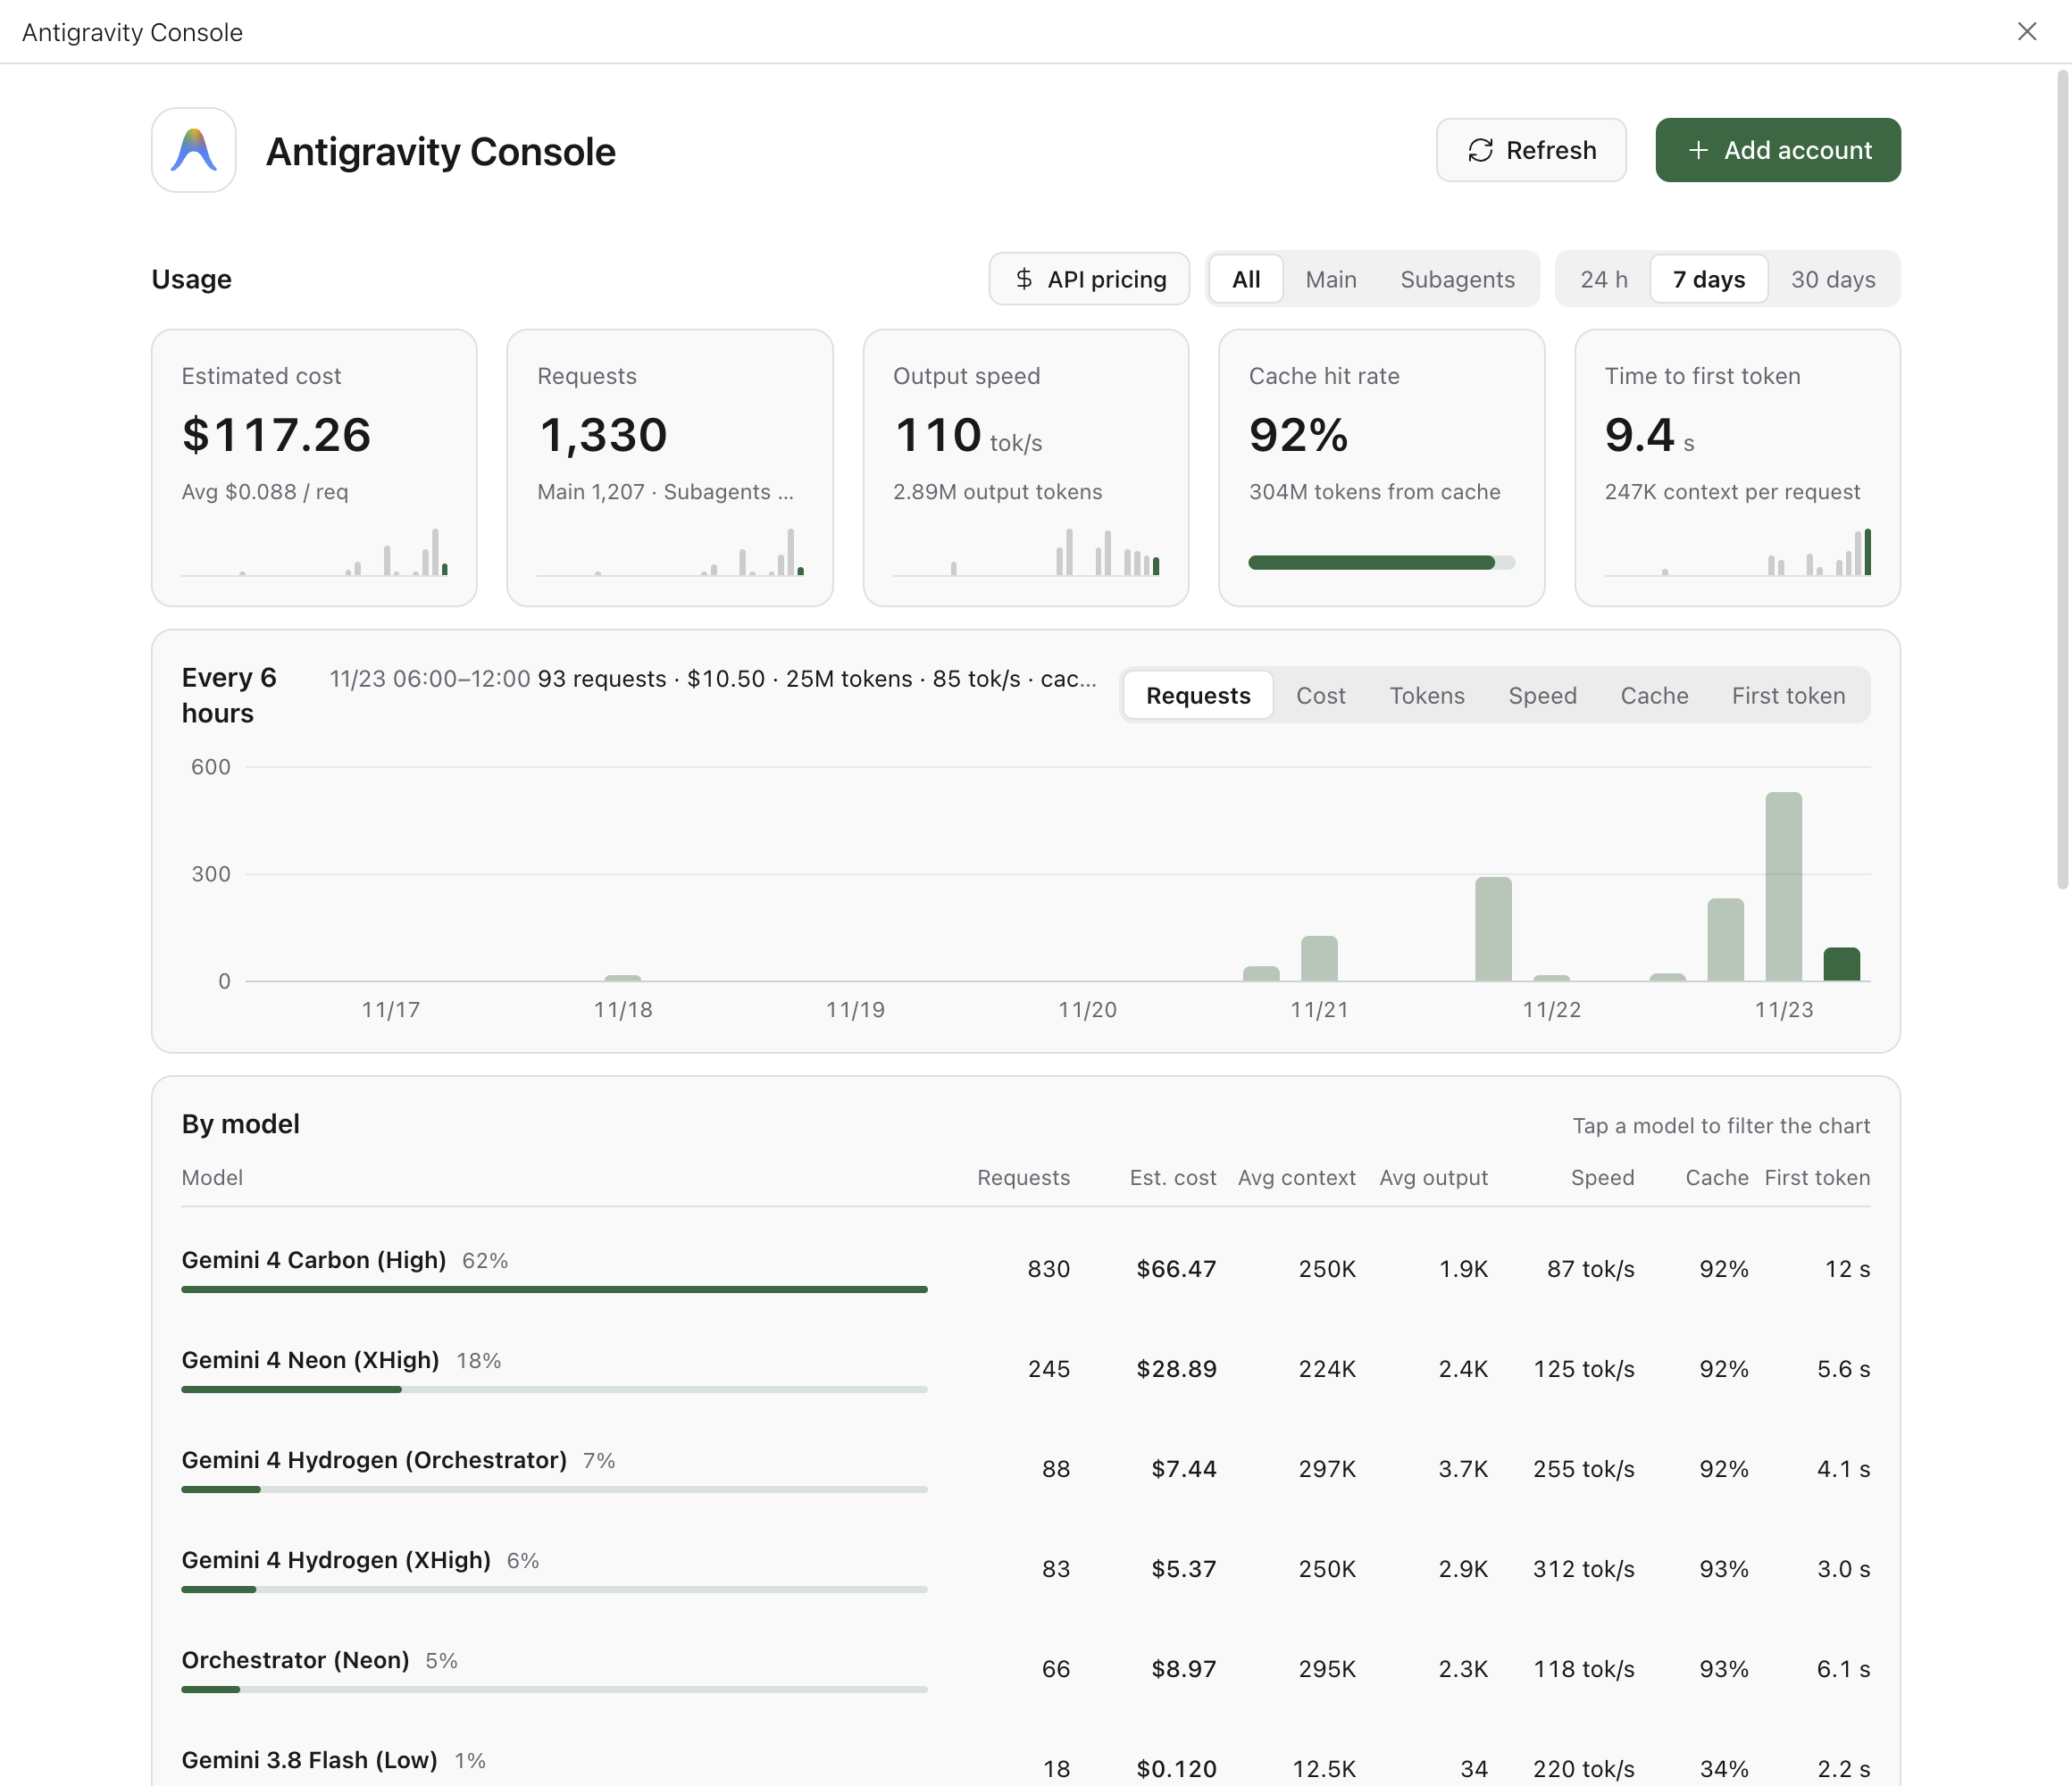 Antigravity Console
Antigravity Console
Refresh
Add account
Usage
API pricing
All
Main
Subagents
24 h
7 days
30 days
Estimated cost
$117.26
Avg $0.088 / req
Requests
1,330
Main 1,207 · Subagents ...
Output speed
110 tok/s
2.89M output tokens
Cache hit rate
92%
304M tokens from cache
Time to first token
9.4 s
247K context per request
Every 6
hours
11/23 06:00–12:00 93 requests · $10.50 · 25M tokens · 85 tok/s · cac...
Requests
Cost
Tokens
Speed
Cache
First token
600
300
0
11/17
11/18
11/19
11/20
11/21
11/22
11/23
By model
Tap a model to filter the chart
Model Requests Est. cost Avg context Avg output Speed Cache First token
Gemini 4 Carbon (High) 62% 830 $66.47 250K 1.9K 87 tok/s 92% 12 s
Gemini 4 Neon (XHigh) 18% 245 $28.89 224K 2.4K 125 tok/s 92% 5.6 s
Gemini 4 Hydrogen (Orchestrator) 7% 88 $7.44 297K 3.7K 255 tok/s 92% 4.1 s
Gemini 4 Hydrogen (XHigh) 6% 83 $5.37 250K 2.9K 312 tok/s 93% 3.0 s
Orchestrator (Neon) 5% 66 $8.97 295K 2.3K 118 tok/s 93% 6.1 s
Gemini 3.8 Flash (Low) 1% 18 $0.120 12.5K 34 220 tok/s 34% 2.2 s